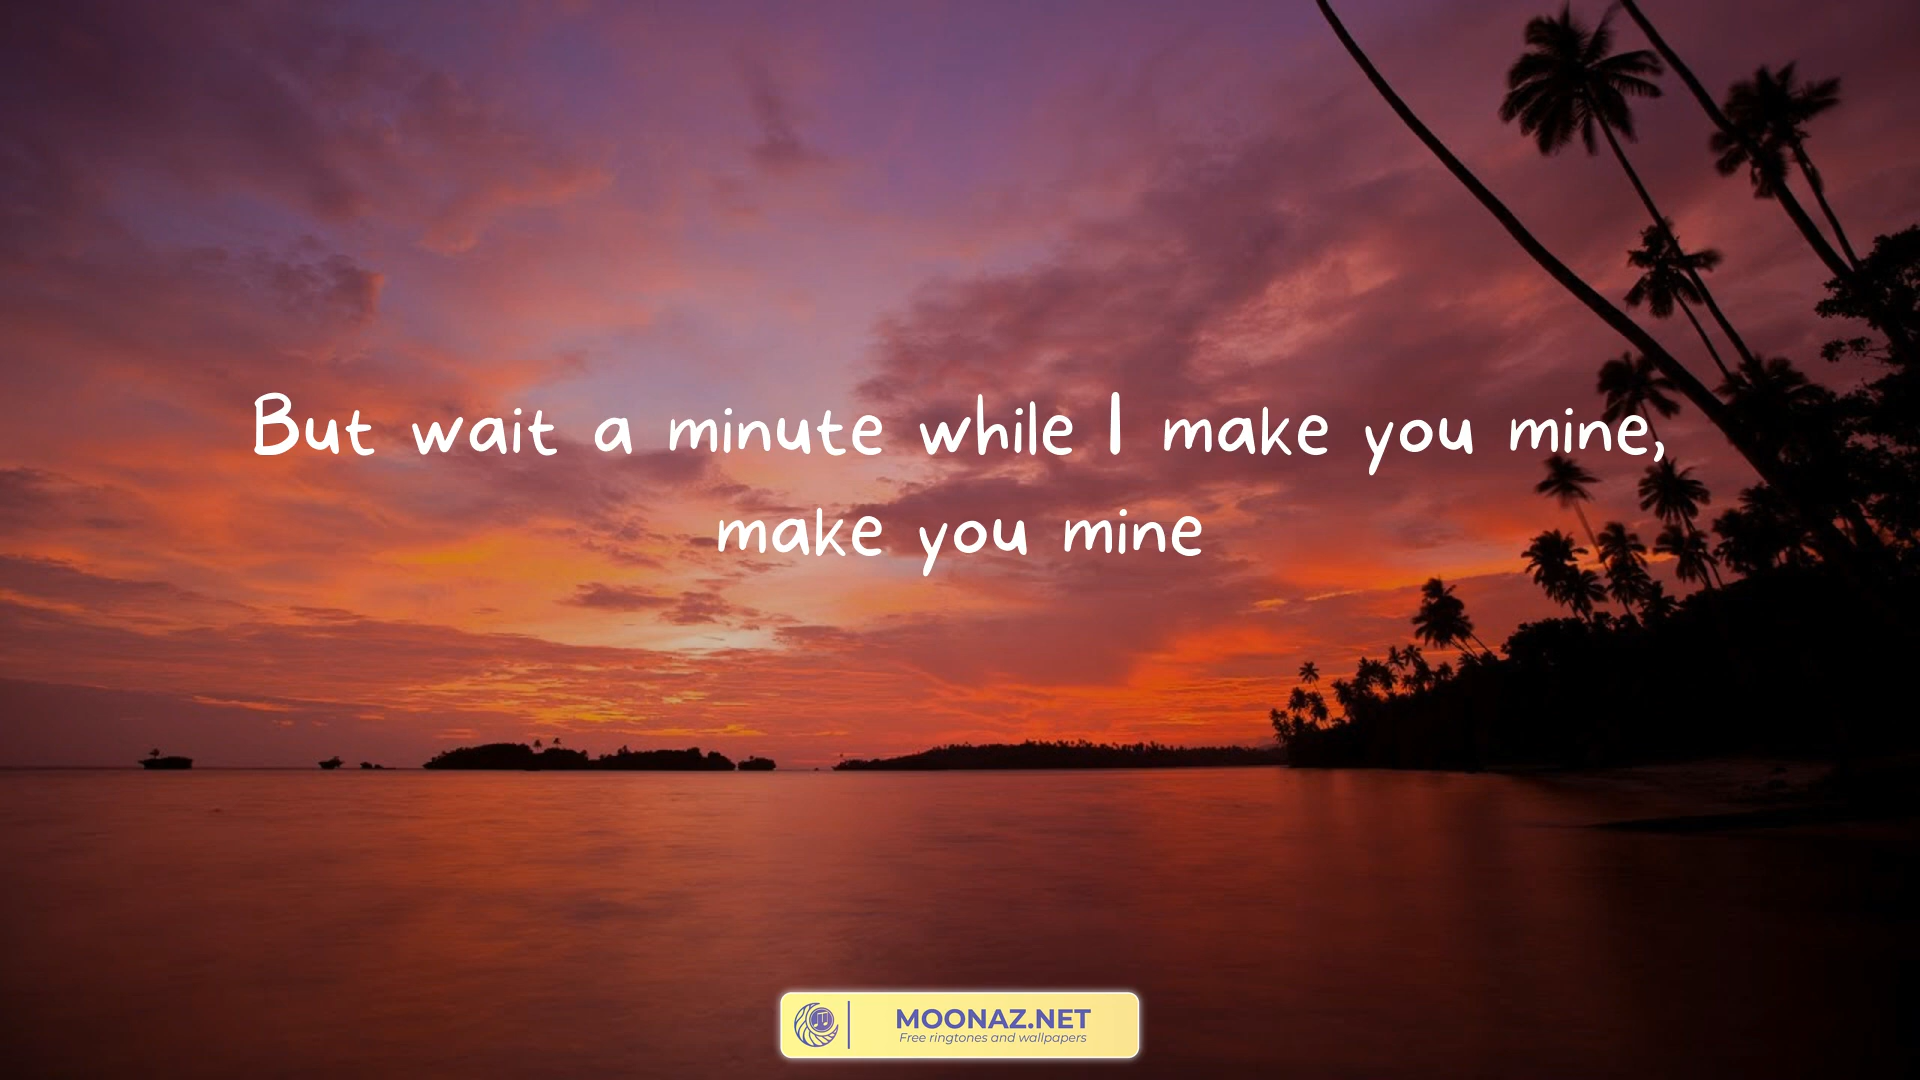 But wait a minute while I make you mine,
make you mine
MOONAZ.NET
Free ringtones and wallpapers